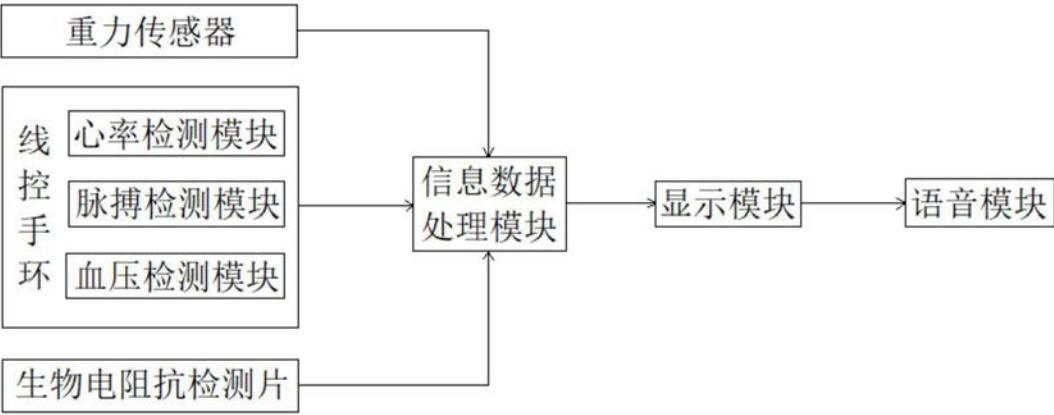 重力传感器
线控手环
心率检测模块
脉搏检测模块
血压检测模块
生物电阻抗检测片
信息数据
处理模块
显示模块
语音模块